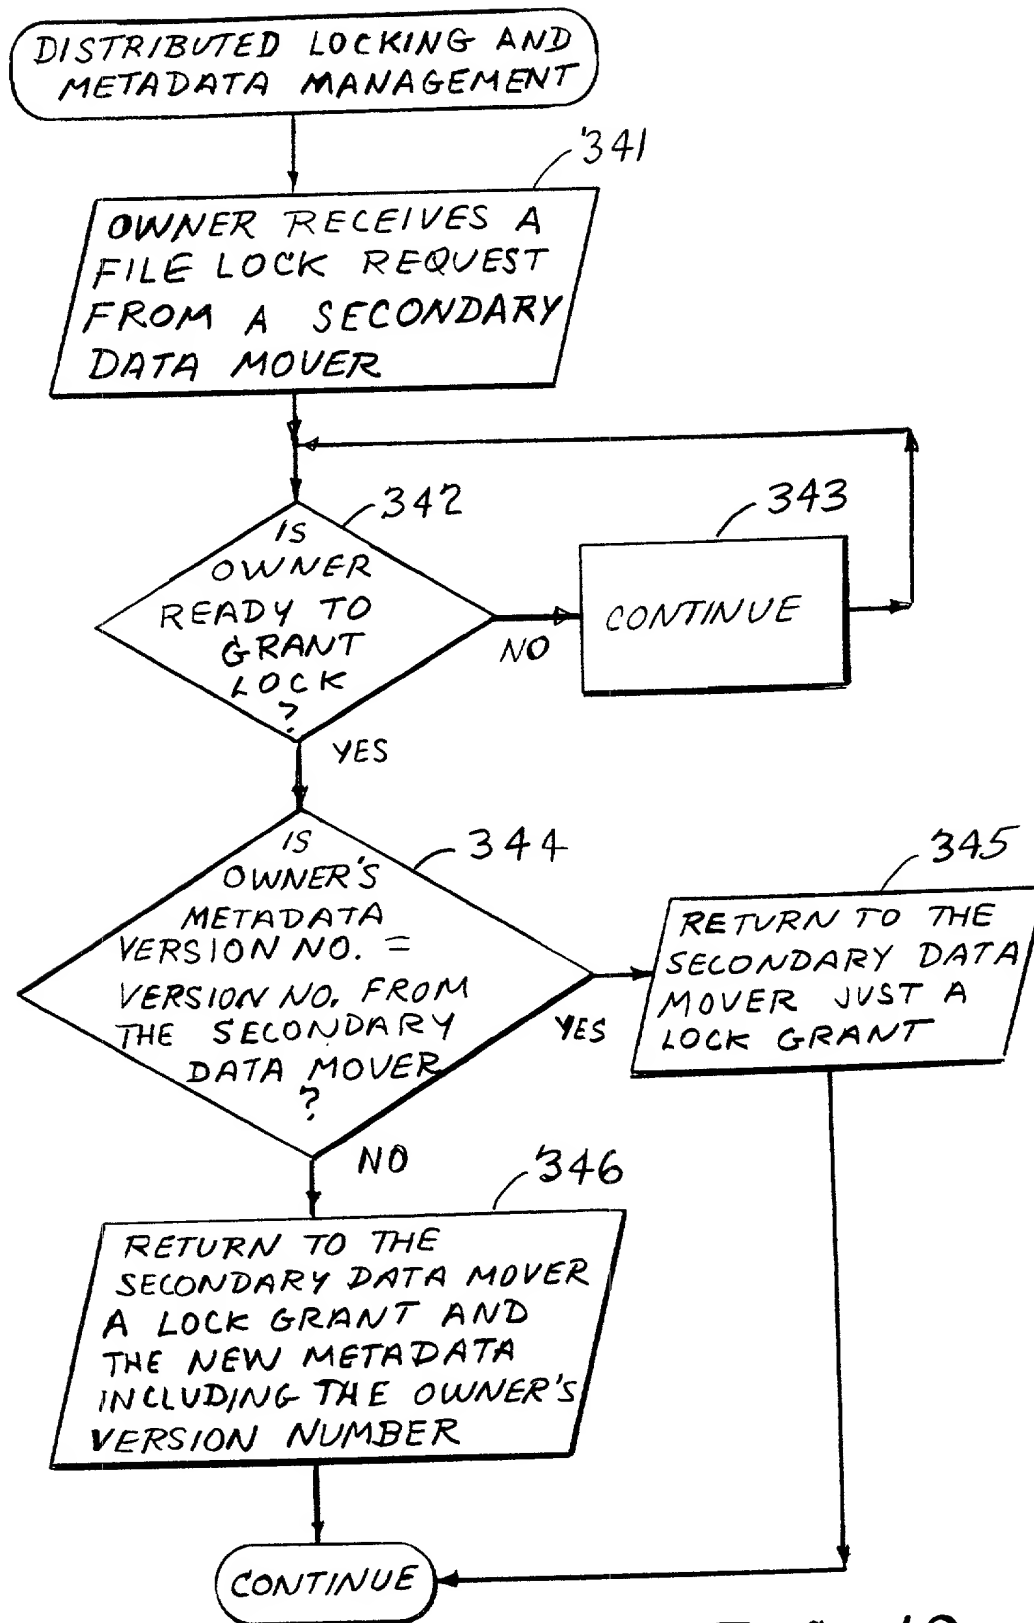 DISTRIBUTED LOCKING AND
METADATA MANAGEMENT
341
OWNER RECEIVES A
FILE LOCK REQUEST
FROM A SECONDARY
DATA MOVER
342
IS
OWNER
READY TO
GRANT
LOCK
?
NO
343
CONTINUE
YES
344
IS
OWNER'S
METADATA
VERSION NO. =
VERSION NO. FROM
THE SECONDARY
DATA MOVER
?
YES
345
RETURN TO THE
SECONDARY DATA
MOVER JUST A
LOCK GRANT
NO
346
RETURN TO THE
SECONDARY DATA MOVER
A LOCK GRANT AND
THE NEW METADATA
INCLUDING THE OWNER'S
VERSION NUMBER
CONTINUE